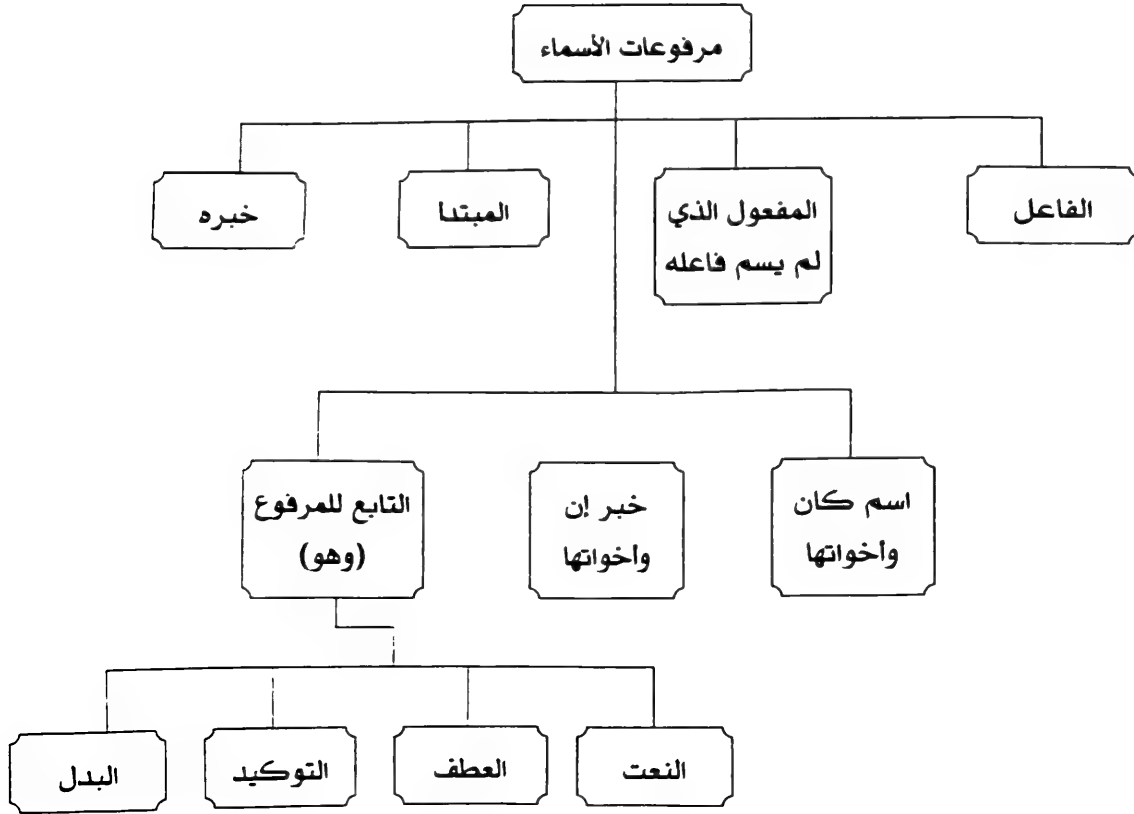 مرفوعات الأسماء
الفاعل
المفعول الذي
لم يسم فاعله
المبتدا
خبره
اسم كان
وأخواتها
خبر إن
وأخواتها
التابع للمرفوع
(وهو)
النعت
العطف
التوكيد
البدل